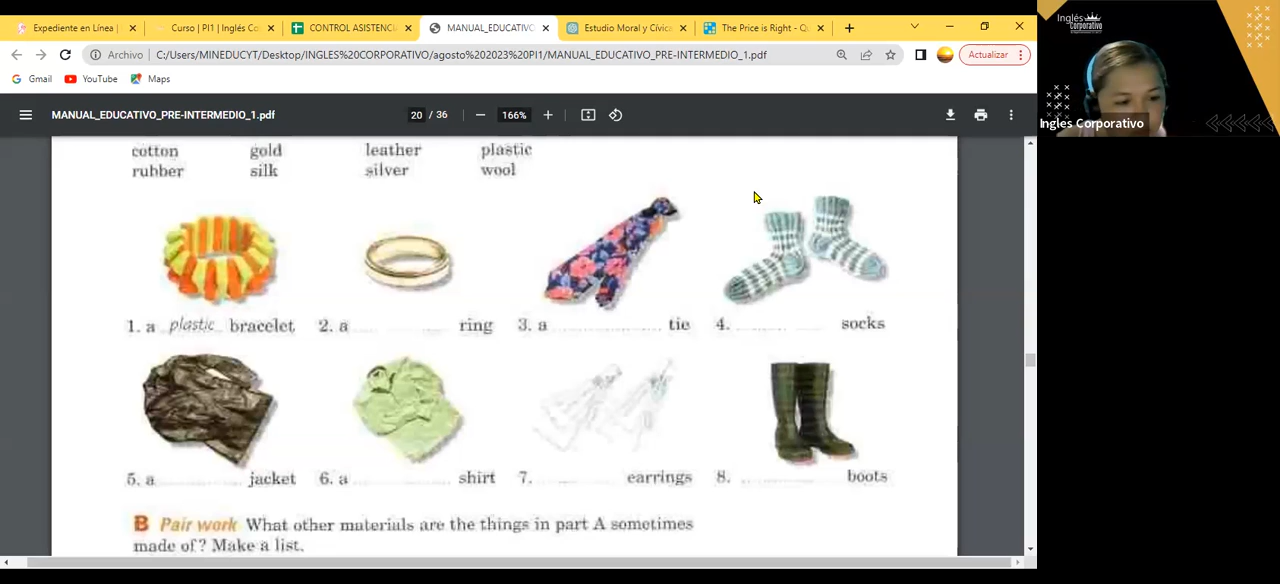 Expediente en Línea |
Curso | PI1 | Inglés Co
CONTROL ASISTENCI
MANUAL_EDUCATIVO
Estudio Moral y Cívica
The Price is Right - Qu
Archivo C:/Users/MINEDUCYT/Desktop/INGLES%20CORPORATIVO/agosto%202023%20PI1/MANUAL_EDUCATIVO_PRE-INTERMEDIO_1.pdf
Actualizar
Gmail YouTube Maps
MANUAL_EDUCATIVO_PRE-INTERMEDIO_1.pdf
20 / 36
166%
cotton gold leather plastic
rubber silk silver wool
1. a plastic bracelet 2. a ring 3. a tie 4. socks
5. a jacket 6. a shirt 7. earrings 8. boots
B Pair work What other materials are the things in part A sometimes
made of? Make a list.
Inglés
Corporativo
Ingles Corporativo